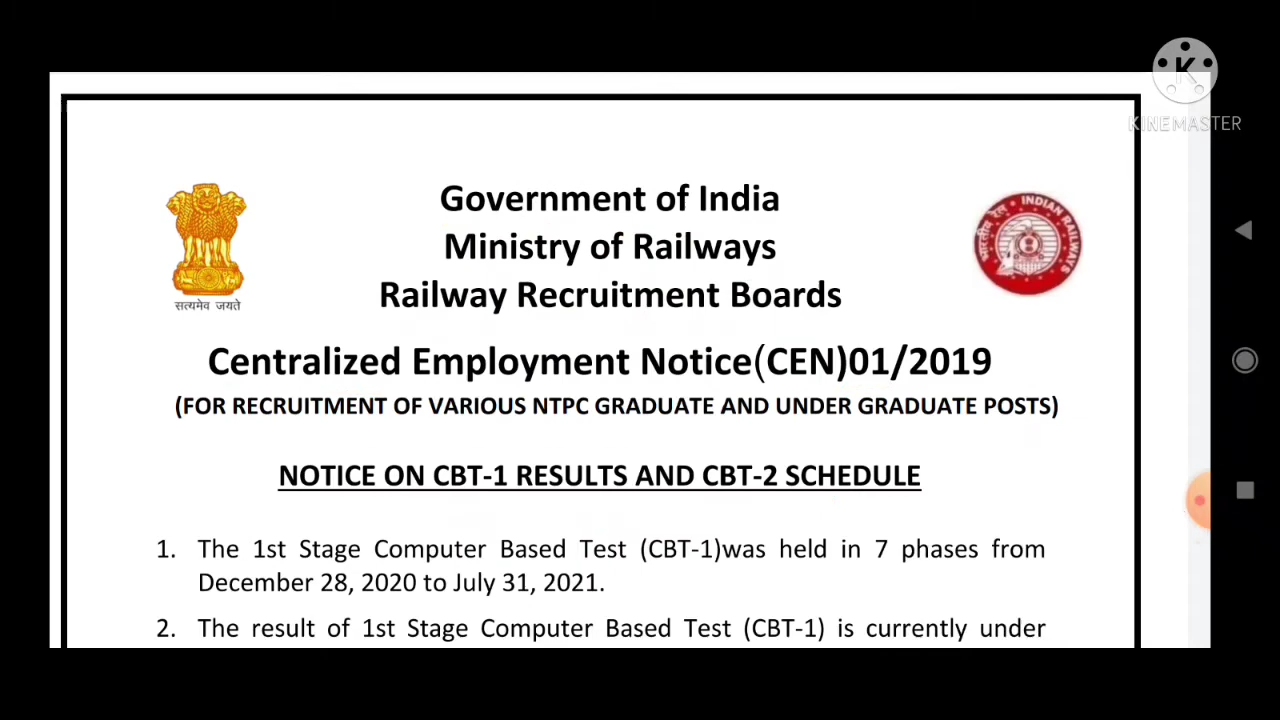 K
KINEMASTER
Government of India
Ministry of Railways
Railway Recruitment Boards
सत्यमेव जयते
भारतीय रेल • INDIAN RAILWAYS
Centralized Employment Notice(CEN)01/2019
(FOR RECRUITMENT OF VARIOUS NTPC GRADUATE AND UNDER GRADUATE POSTS)
NOTICE ON CBT-1 RESULTS AND CBT-2 SCHEDULE
1. The 1st Stage Computer Based Test (CBT-1)was held in 7 phases from
December 28, 2020 to July 31, 2021.
2. The result of 1st Stage Computer Based Test (CBT-1) is currently under